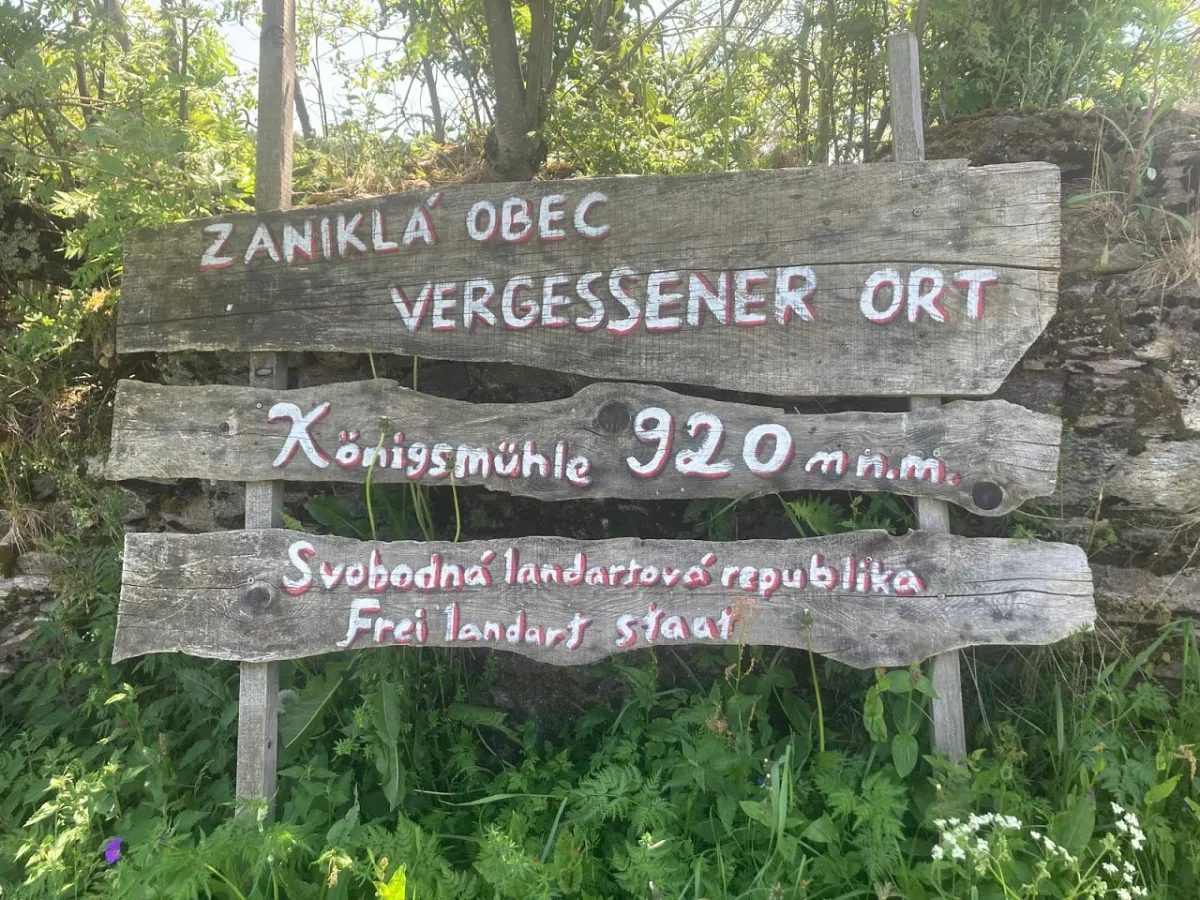 ZANIKLÁ OBEC
VERGESSENER ORT
Königsmühle 920 m n.m.
Svobodná landartová republika
Frei landart staat